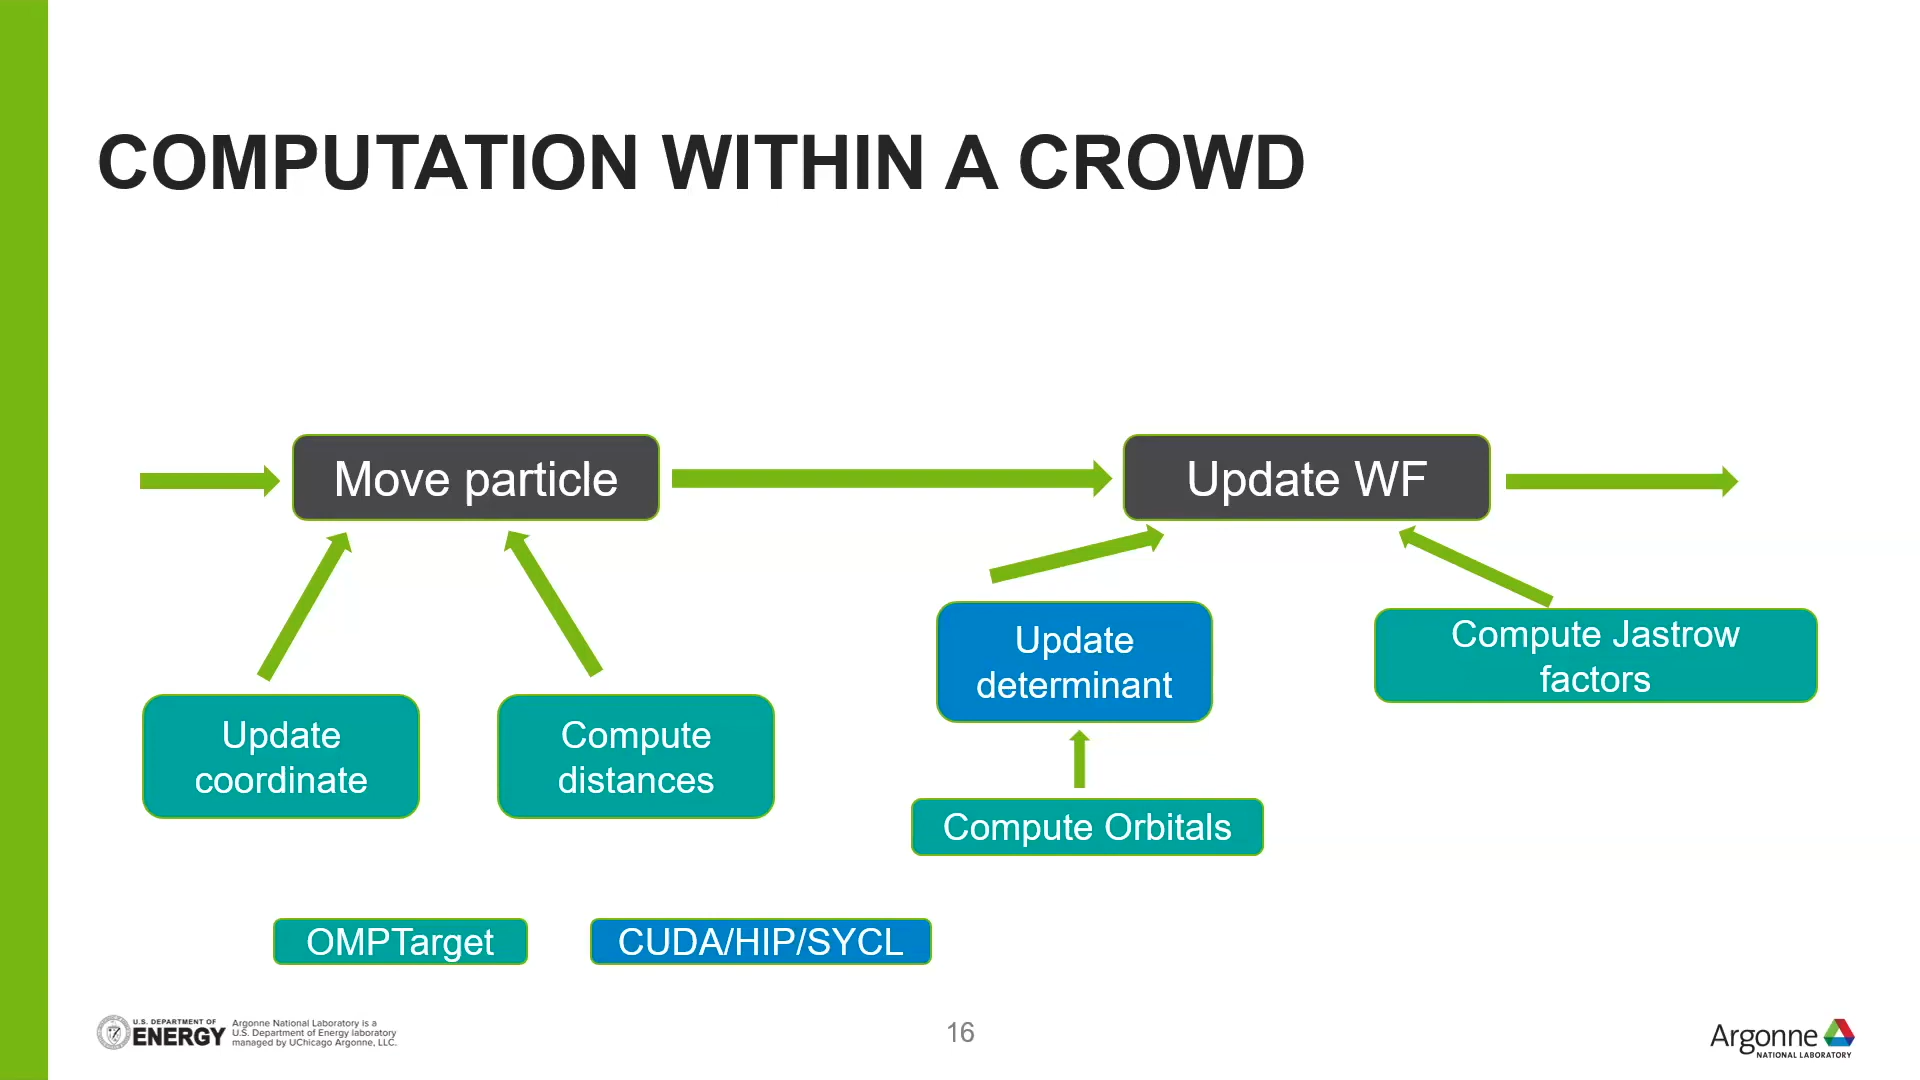 COMPUTATION WITHIN A CROWD
Move particle
Update WF
Update
determinant
Compute Jastrow
factors
Update
coordinate
Compute
distances
Compute Orbitals
OMPTarget
CUDA/HIP/SYCL
U.S. DEPARTMENT OF
ENERGY
Argonne National Laboratory is a
U.S. Department of Energy laboratory
managed by UChicago Argonne, LLC.
16
Argonne
NATIONAL LABORATORY